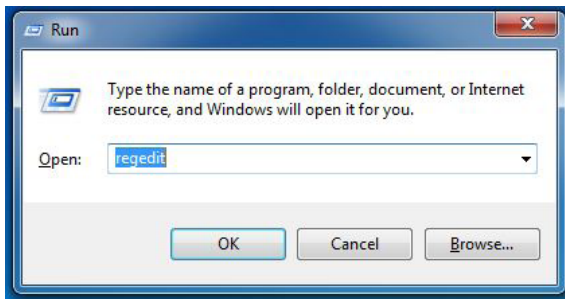 Run
Type the name of a program, folder, document, or Internet
resource, and Windows will open it for you.
Open: regedit
OK Cancel Browse...